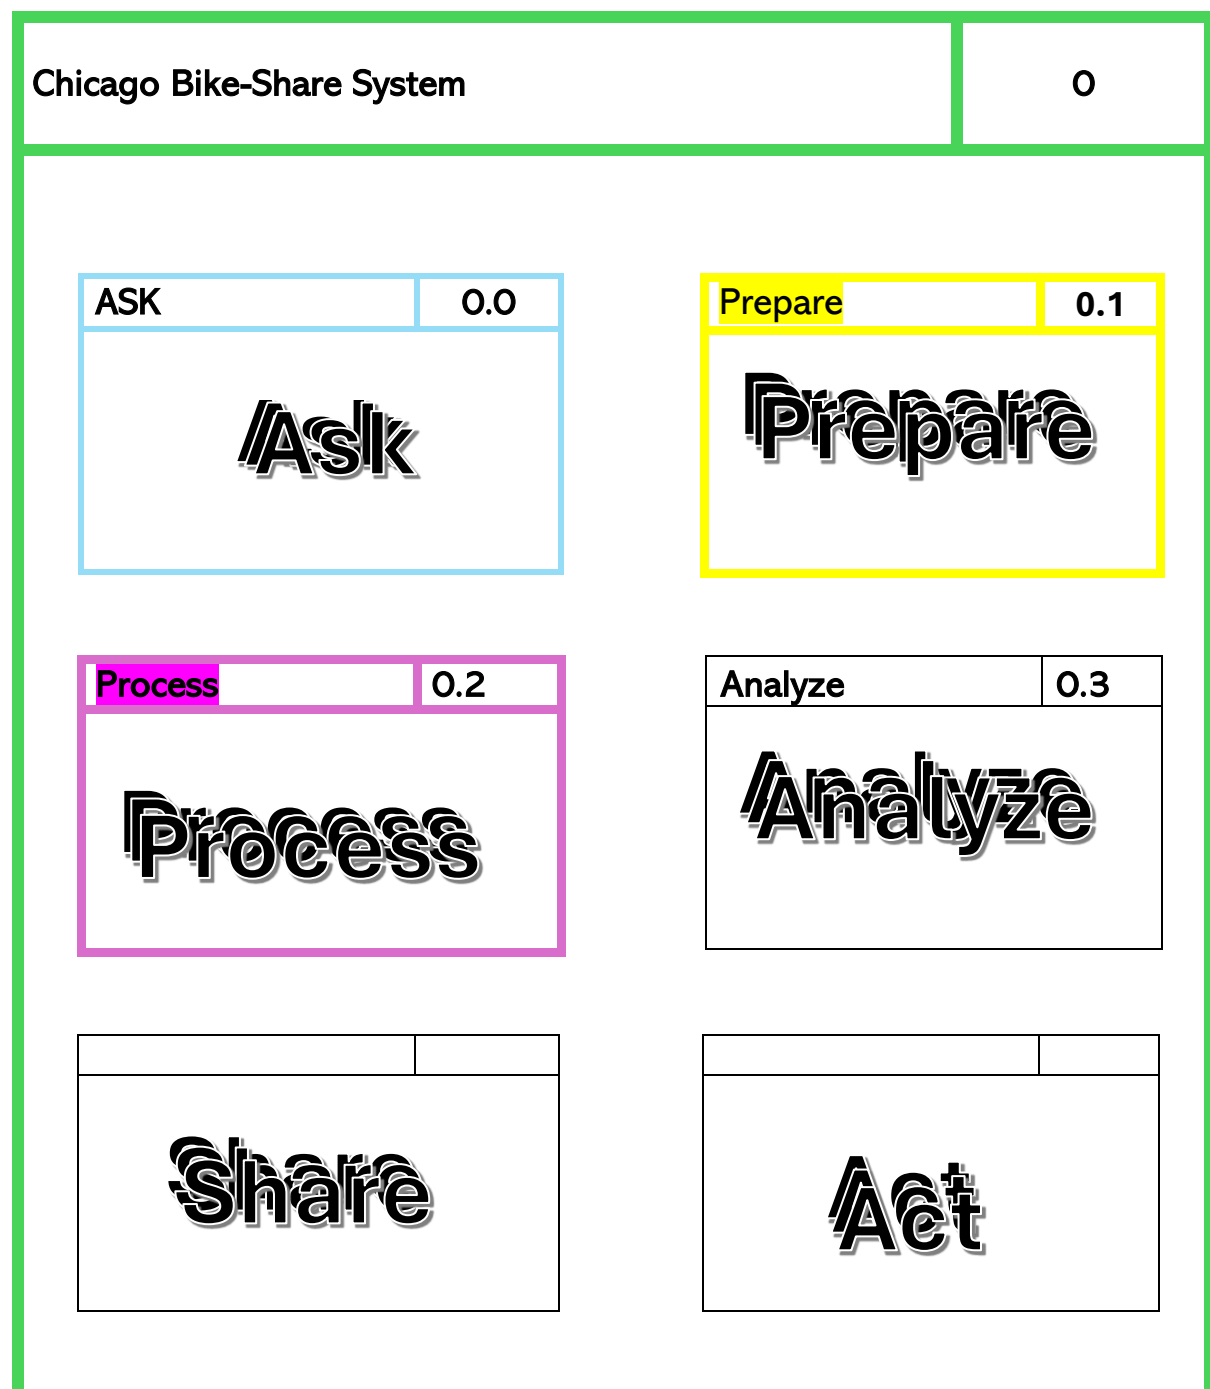 Chicago Bike-Share System 0
ASK 0.0
Prepare 0.1
Ask
Prepare
Process 0.2
Analyze 0.3
Process
Analyze
Share
Act